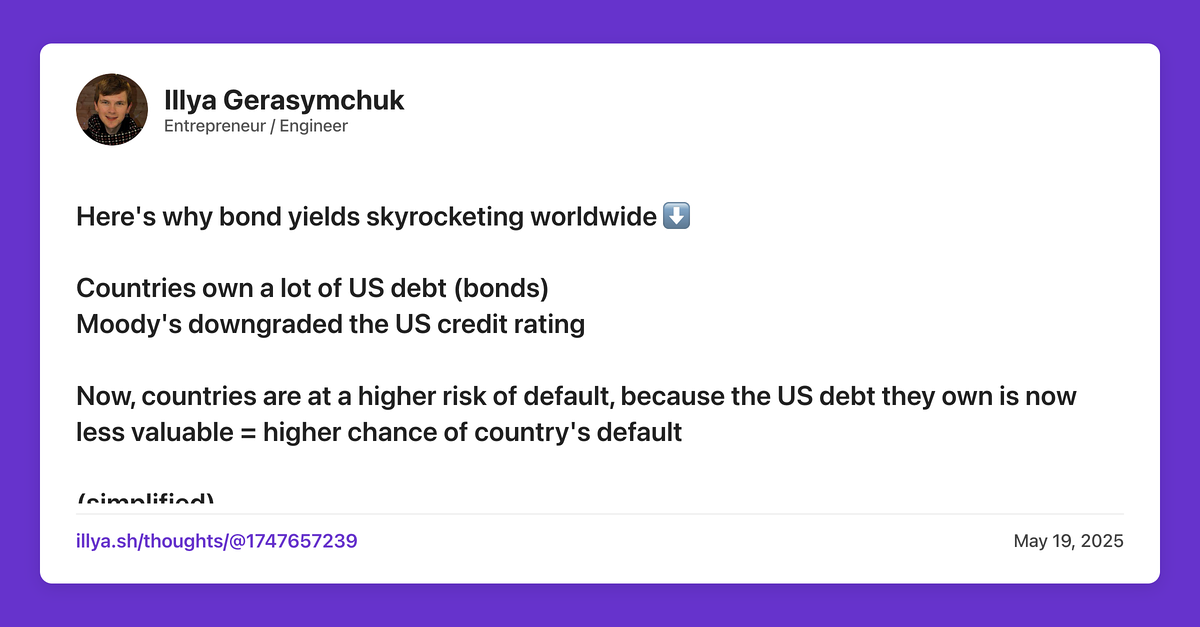 Illya Gerasymchuk
Entrepreneur / Engineer
Here's why bond yields skyrocketing worldwide ⬇️
Countries own a lot of US debt (bonds)
Moody's downgraded the US credit rating
Now, countries are at a higher risk of default, because the US debt they own is now
less valuable = higher chance of country's default
(simplified)
illya.sh/thoughts/@1747657239
May 19, 2025